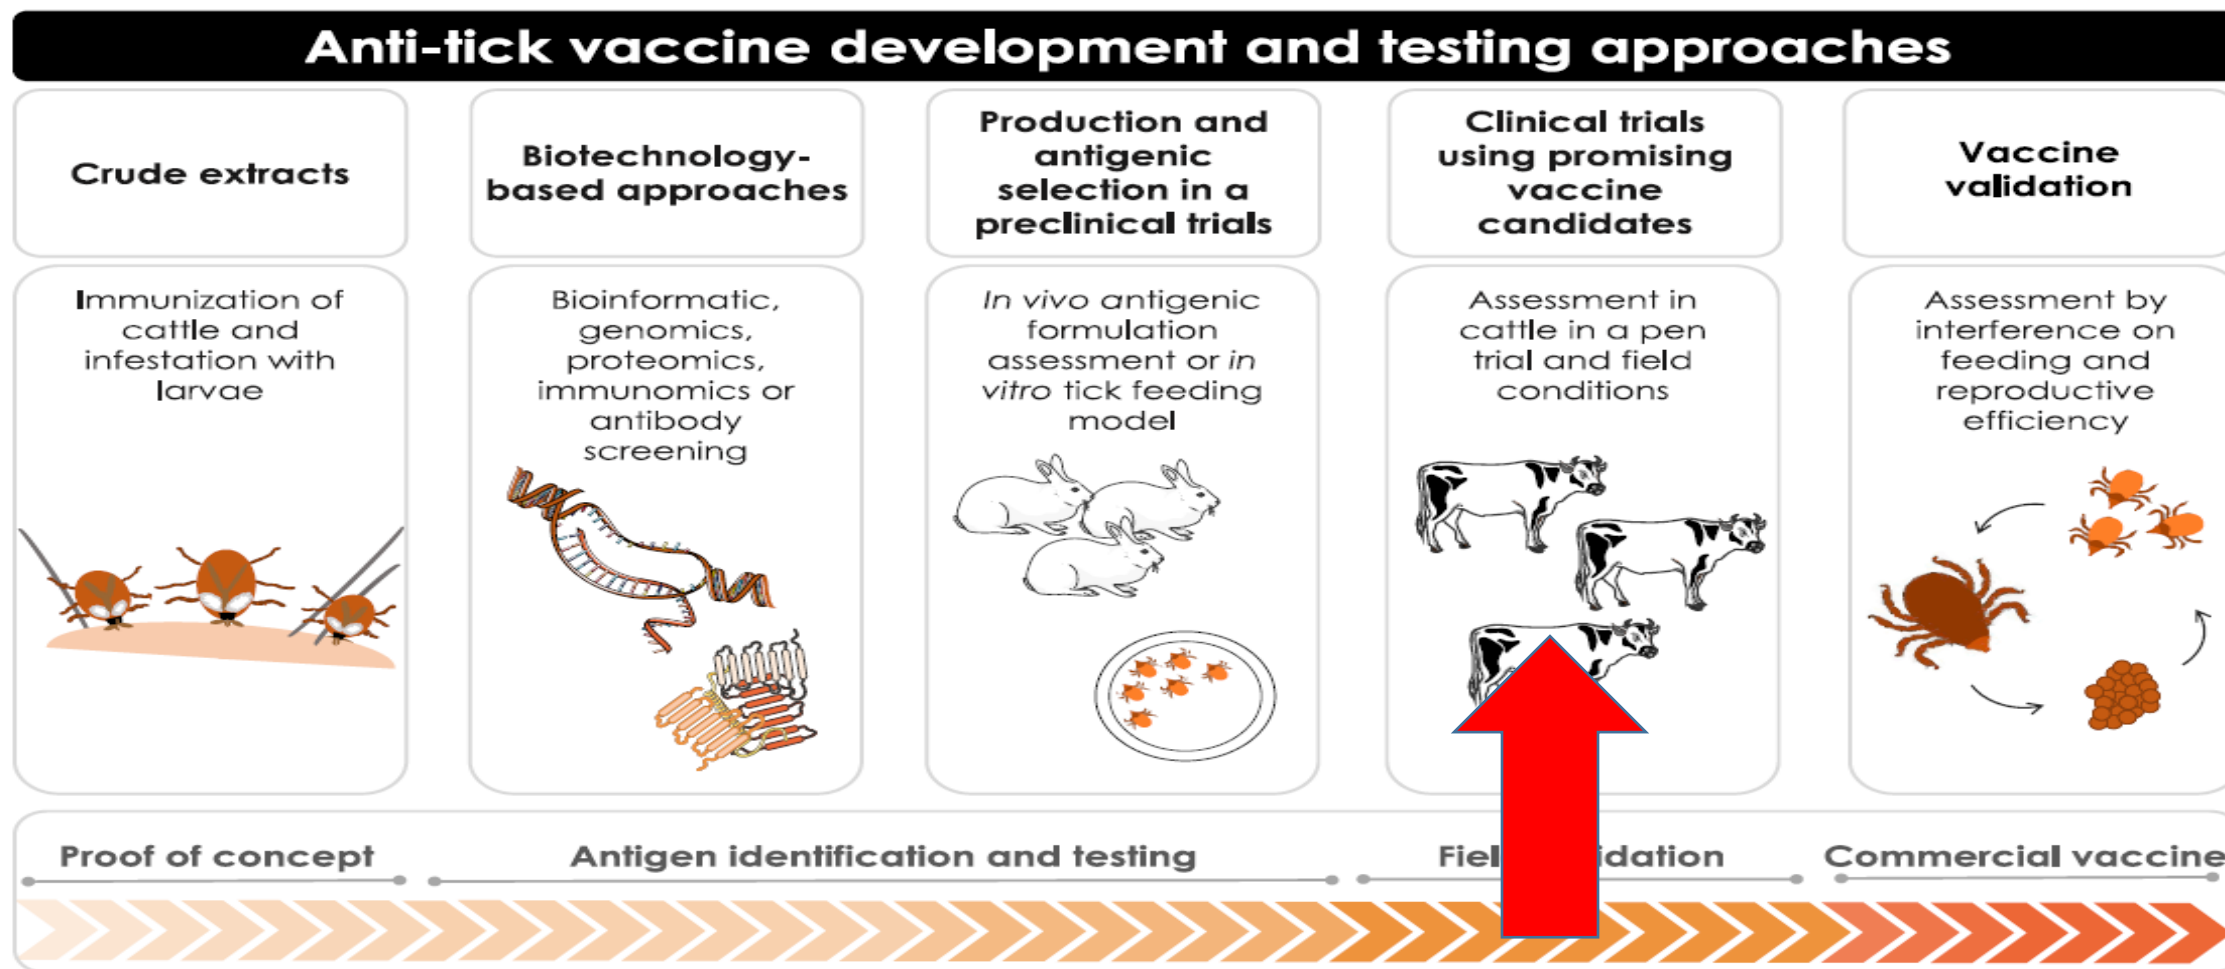 Anti-tick vaccine development and testing approaches
Crude extracts
Biotechnology-
based approaches
Production and
antigenic
selection in a
preclinical trials
Clinical trials
using promising
vaccine
candidates
Vaccine
validation
Immunization of
cattle and
infestation with
larvae
Bioinformatic,
genomics,
proteomics,
immunomics or
antibody
screening
In vivo antigenic
formulation
assessment or in
vitro tick feeding
model
Assessment in
cattle in a pen
trial and field
conditions
Assessment by
interference on
feeding and
reproductive
efficiency
Proof of concept
Antigen identification and testing
Commercial vaccine